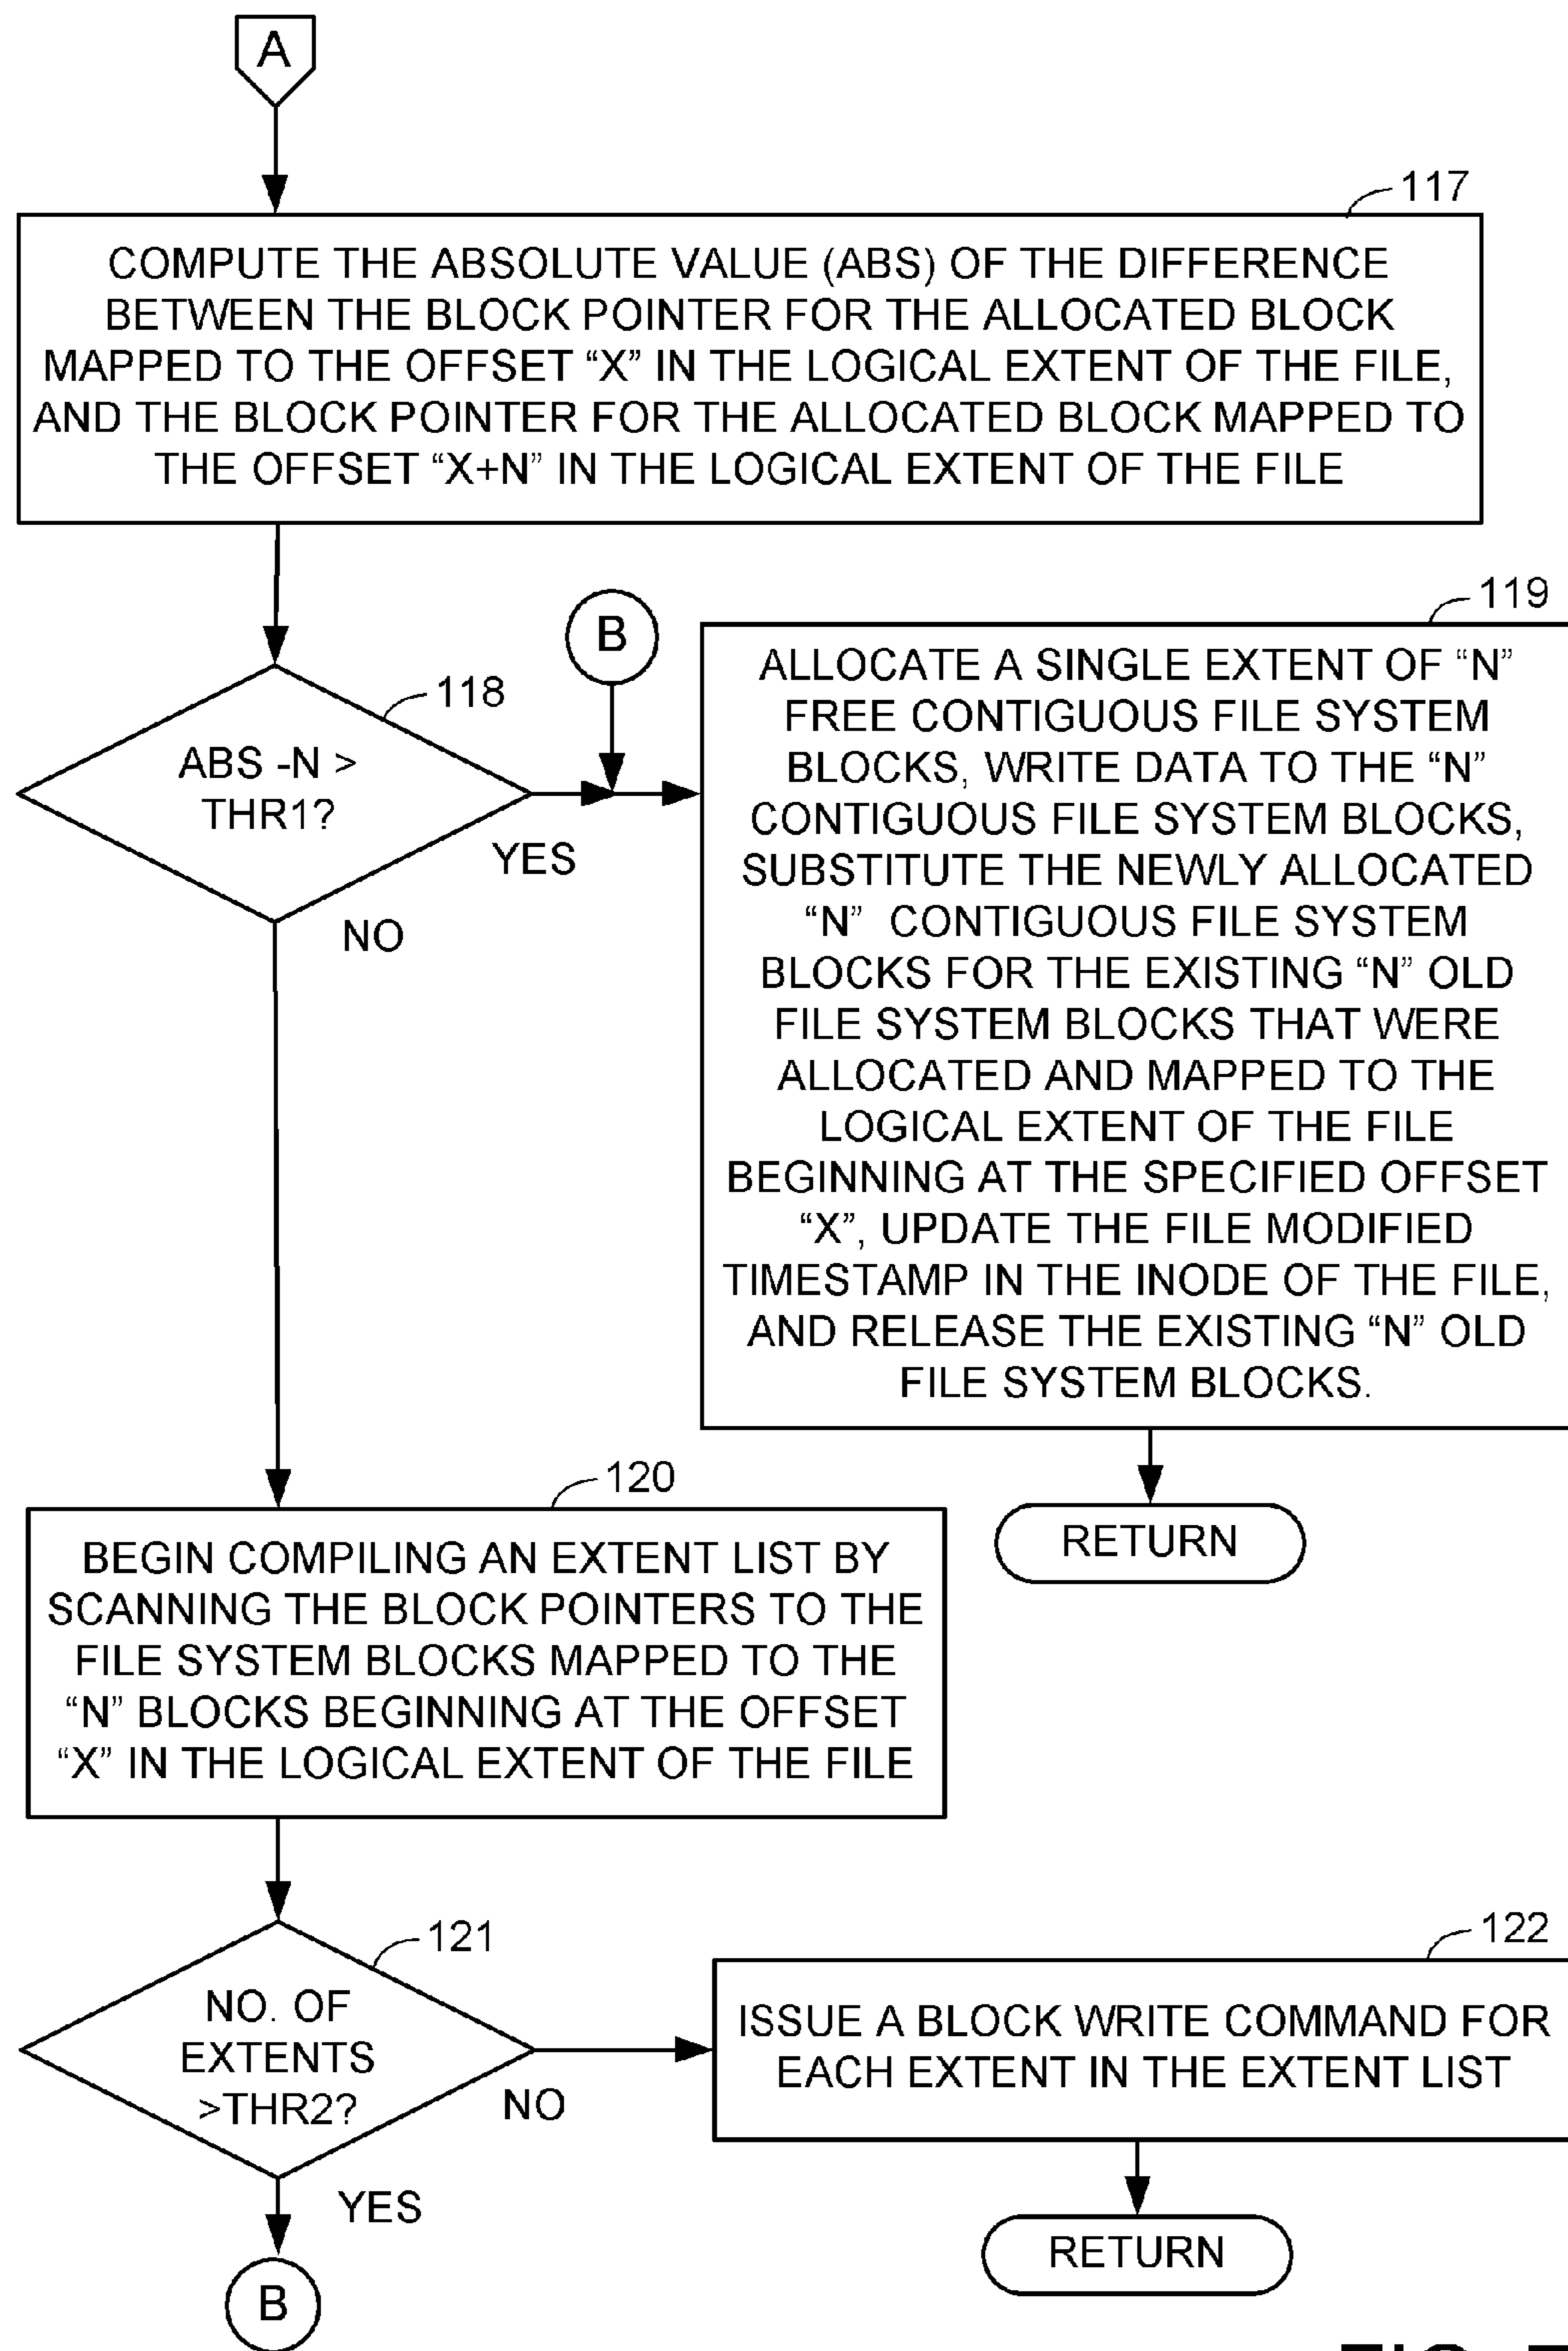 A
117
COMPUTE THE ABSOLUTE VALUE (ABS) OF THE DIFFERENCE
BETWEEN THE BLOCK POINTER FOR THE ALLOCATED BLOCK
MAPPED TO THE OFFSET “X” IN THE LOGICAL EXTENT OF THE FILE,
AND THE BLOCK POINTER FOR THE ALLOCATED BLOCK MAPPED TO
THE OFFSET “X+N” IN THE LOGICAL EXTENT OF THE FILE
118
ABS -N >
THR1?
YES
NO
B
119
ALLOCATE A SINGLE EXTENT OF “N”
FREE CONTIGUOUS FILE SYSTEM
BLOCKS, WRITE DATA TO THE “N”
CONTIGUOUS FILE SYSTEM BLOCKS,
SUBSTITUTE THE NEWLY ALLOCATED
“N” CONTIGUOUS FILE SYSTEM
BLOCKS FOR THE EXISTING “N” OLD
FILE SYSTEM BLOCKS THAT WERE
ALLOCATED AND MAPPED TO THE
LOGICAL EXTENT OF THE FILE
BEGINNING AT THE SPECIFIED OFFSET
“X”, UPDATE THE FILE MODIFIED
TIMESTAMP IN THE INODE OF THE FILE,
AND RELEASE THE EXISTING “N” OLD
FILE SYSTEM BLOCKS.
RETURN
120
BEGIN COMPILING AN EXTENT LIST BY
SCANNING THE BLOCK POINTERS TO THE
FILE SYSTEM BLOCKS MAPPED TO THE
“N” BLOCKS BEGINNING AT THE OFFSET
“X” IN THE LOGICAL EXTENT OF THE FILE
121
NO. OF
EXTENTS
>THR2?
NO
YES
B
122
ISSUE A BLOCK WRITE COMMAND FOR
EACH EXTENT IN THE EXTENT LIST
RETURN